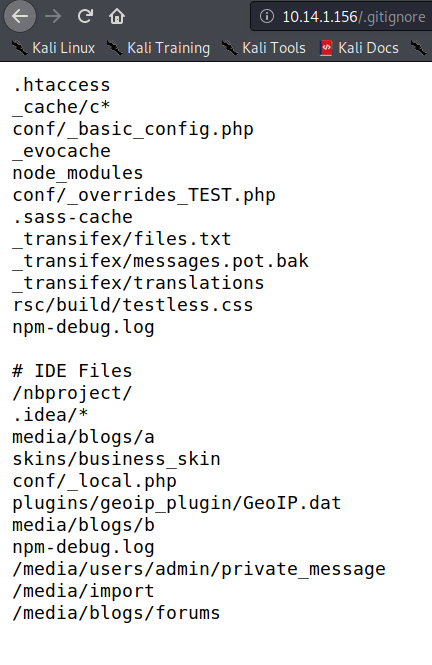 10.14.1.156/.gitignore
Kali Linux Kali Training Kali Tools Kali Docs
.htaccess
_cache/c*
conf/_basic_config.php
_evocache
node_modules
conf/_overrides_TEST.php
.sass-cache
_transifex/files.txt
_transifex/messages.pot.bak
_transifex/translations
rsc/build/testless.css
npm-debug.log

# IDE Files
/nbproject/
.idea/*
media/blogs/a
skins/business_skin
conf/_local.php
plugins/geoip_plugin/GeoIP.dat
media/blogs/b
npm-debug.log
/media/users/admin/private_message
/media/import
/media/blogs/forums